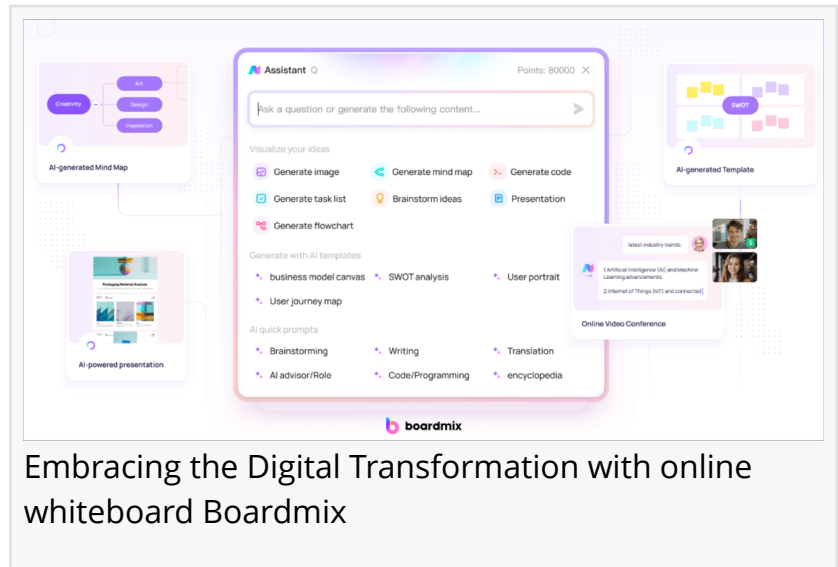 Assistant
Points: 80000
Ask a question or generate the following content...
Visualize your ideas
Generate image
Generate mind map
Generate code
Generate task list
Brainstorm ideas
Presentation
Generate flowchart
Generate with AI templates
business model canvas
SWOT analysis
User portrait
User journey map
Ai quick prompts
Brainstorming
Writing
Translation
AI advisor/Role
Code/Programming
encyclopedia
Creativity
Art
Design
Inspiration
AI-generated Mind Map
Packaging Material Analysis
AI-powered presentation
SWOT
AI-generated Template
latest industry trends.
1.Artificial Intelligence (AI) and Machine
Learning advancements.
2.Internet of Things (IoT) and connected
Online Video Conference
boardmix
Embracing the Digital Transformation with online
whiteboard Boardmix